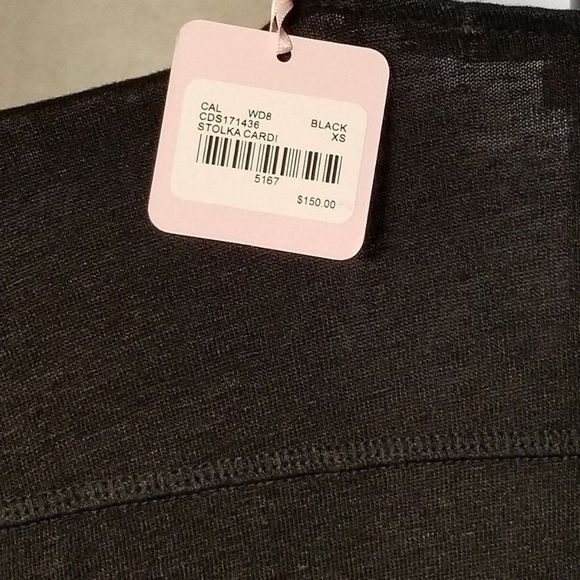 CAL WD8
CDS171436 BLACK
STOLKA CARDI XS
5167
$150.00